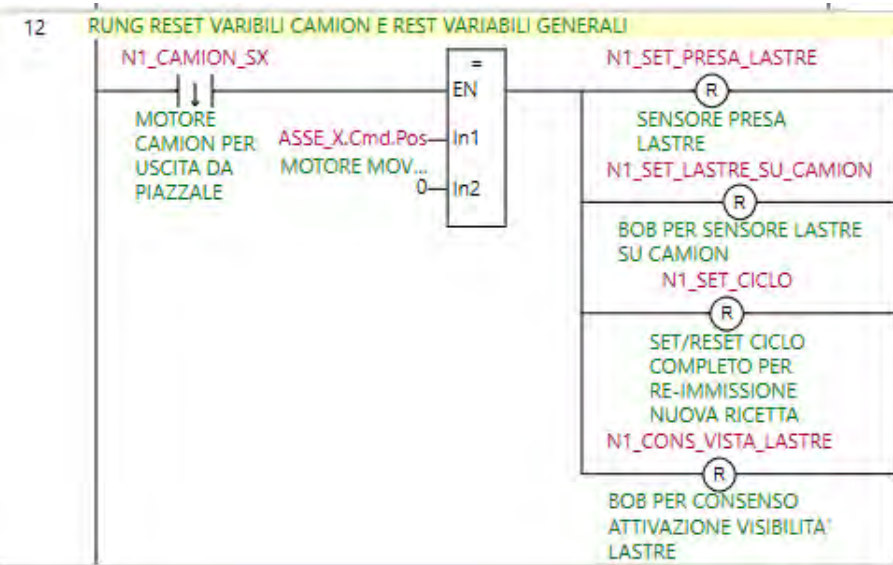 12 RUNG RESET VARIBILI CAMION E REST VARIABILI GENERALI
N1_CAMION_SX
MOTORE
CAMION PER
USCITA DA
PIAZZALE
=
EN
ASSE_X.Cmd.Pos In1
MOTORE MOV...
0 In2
N1_SET_PRESA_LASTRE
R
SENSORE PRESA
LASTRE
N1_SET_LASTRE_SU_CAMION
R
BOB PER SENSORE LASTRE
SU CAMION
N1_SET_CICLO
R
SET/RESET CICLO
COMPLETO PER
RE-IMMISSIONE
NUOVA RICETTA
N1_CONS_VISTA_LASTRE
R
BOB PER CONSENSO
ATTIVAZIONE VISIBILITA'
LASTRE